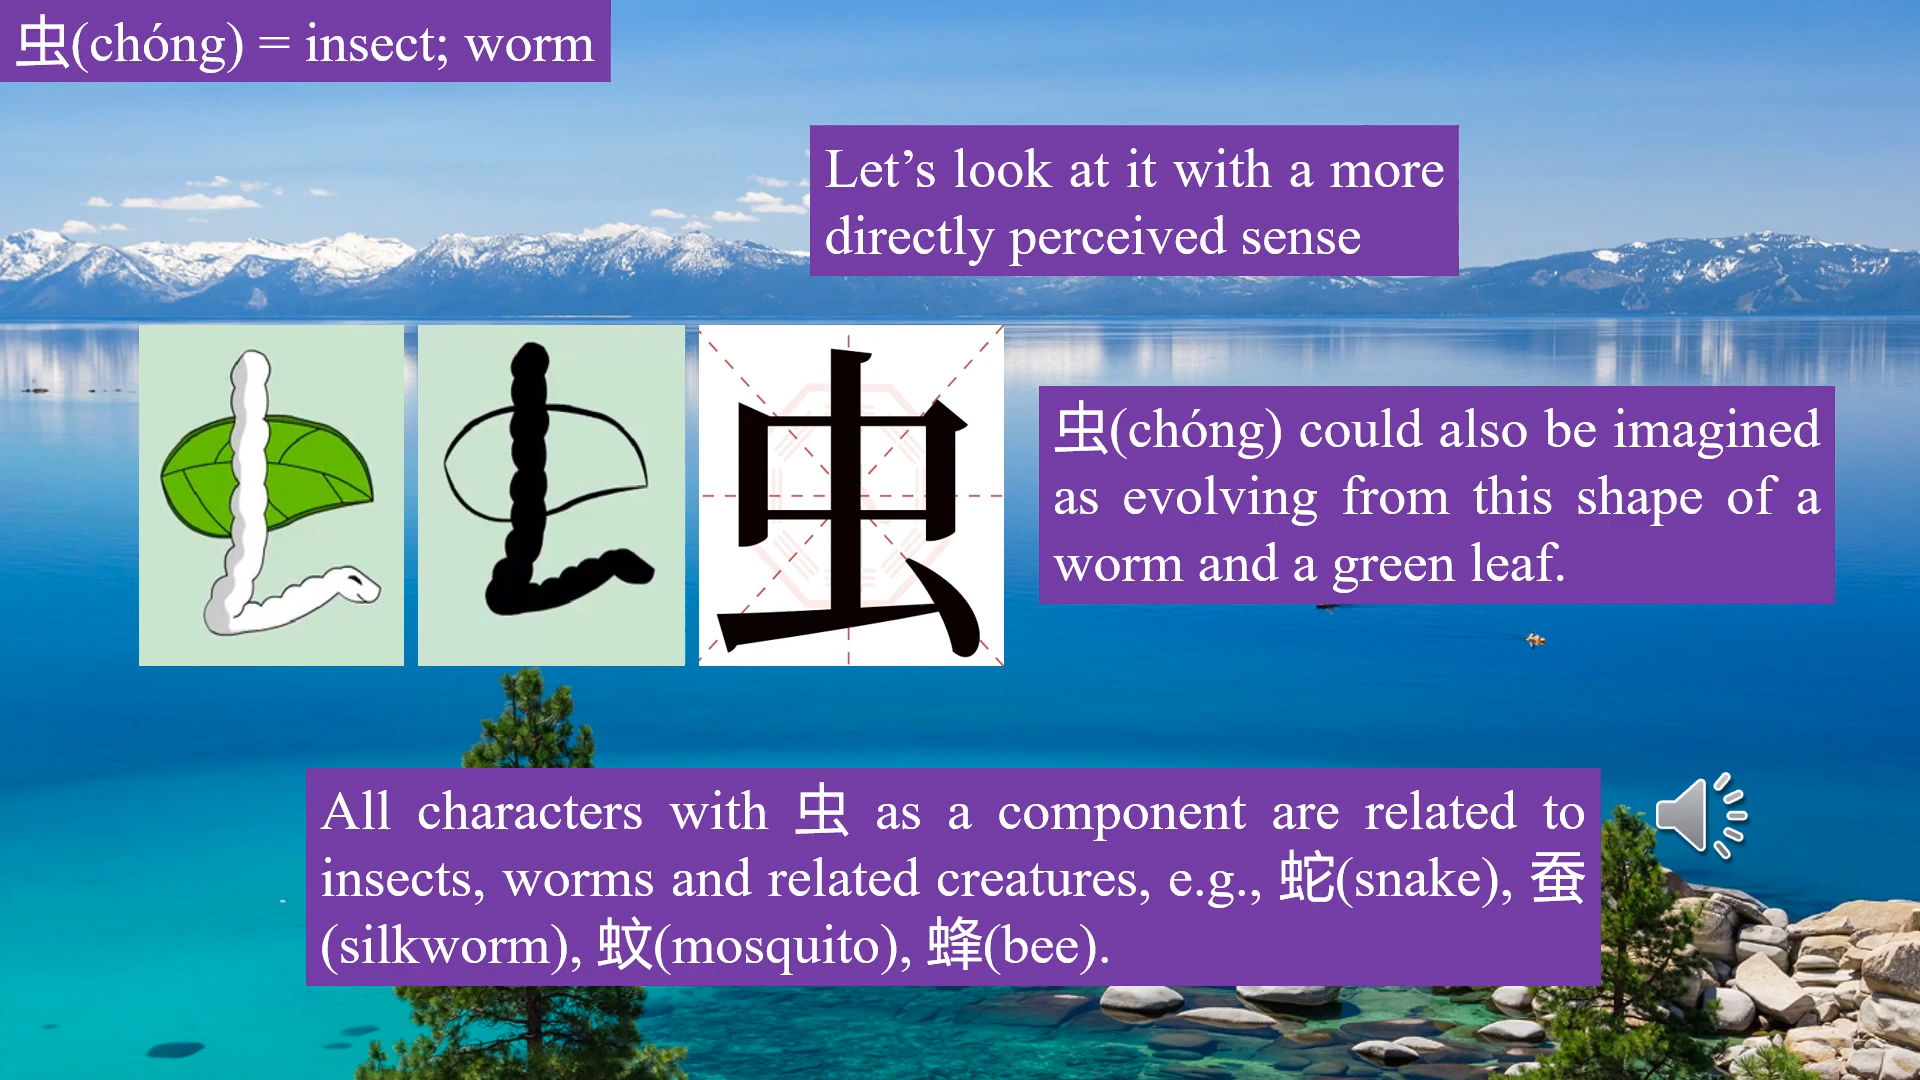 虫(chóng) = insect; worm
Let’s look at it with a more
directly perceived sense
虫
虫(chóng) could also be imagined
as evolving from this shape of a
worm and a green leaf.
All characters with 虫 as a component are related to
insects, worms and related creatures, e.g., 蛇(snake), 蚕
(silkworm), 蚊(mosquito), 蜂(bee).